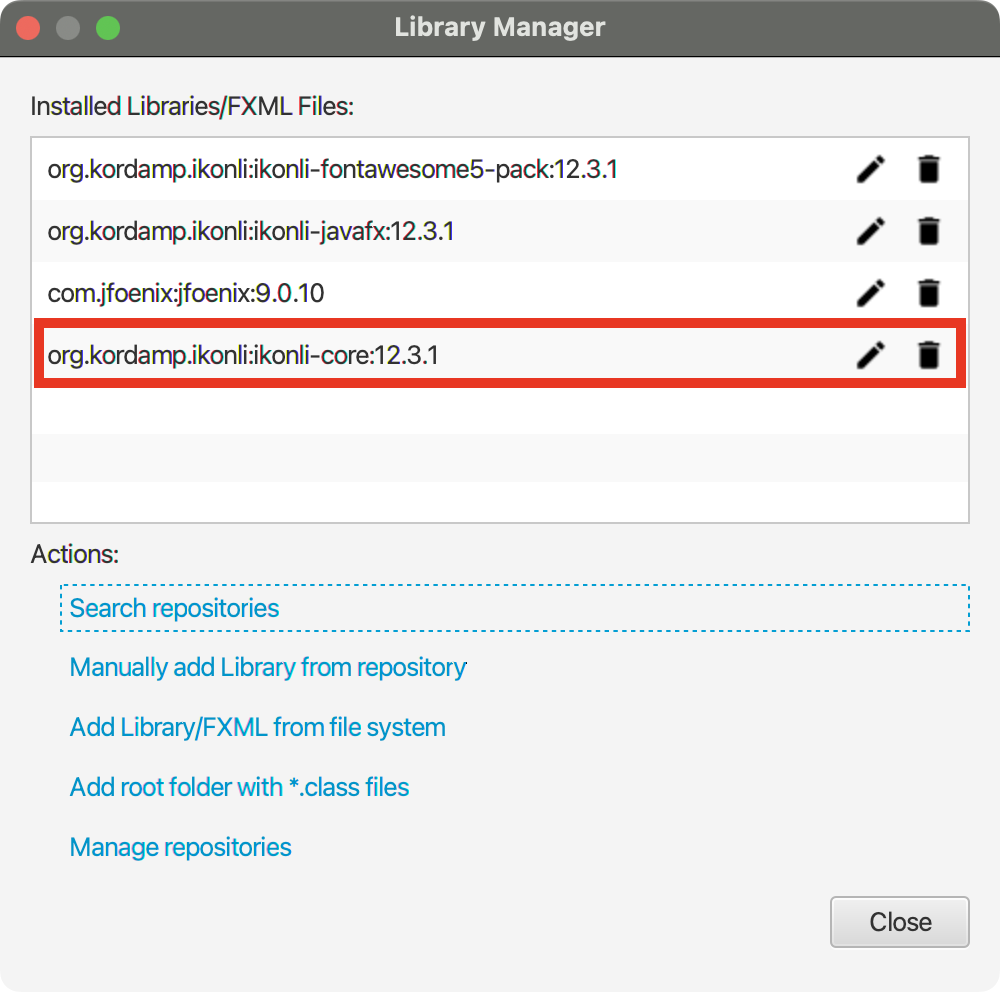 Library Manager
Installed Libraries/FXML Files:
org.kordamp.ikonli:ikonli-fontawesome5-pack:12.3.1
org.kordamp.ikonli:ikonli-javafx:12.3.1
com.jfoenix:jfoenix:9.0.10
org.kordamp.ikonli:ikonli-core:12.3.1
Actions:
Search repositories
Manually add Library from repository
Add Library/FXML from file system
Add root folder with *.class files
Manage repositories
Close